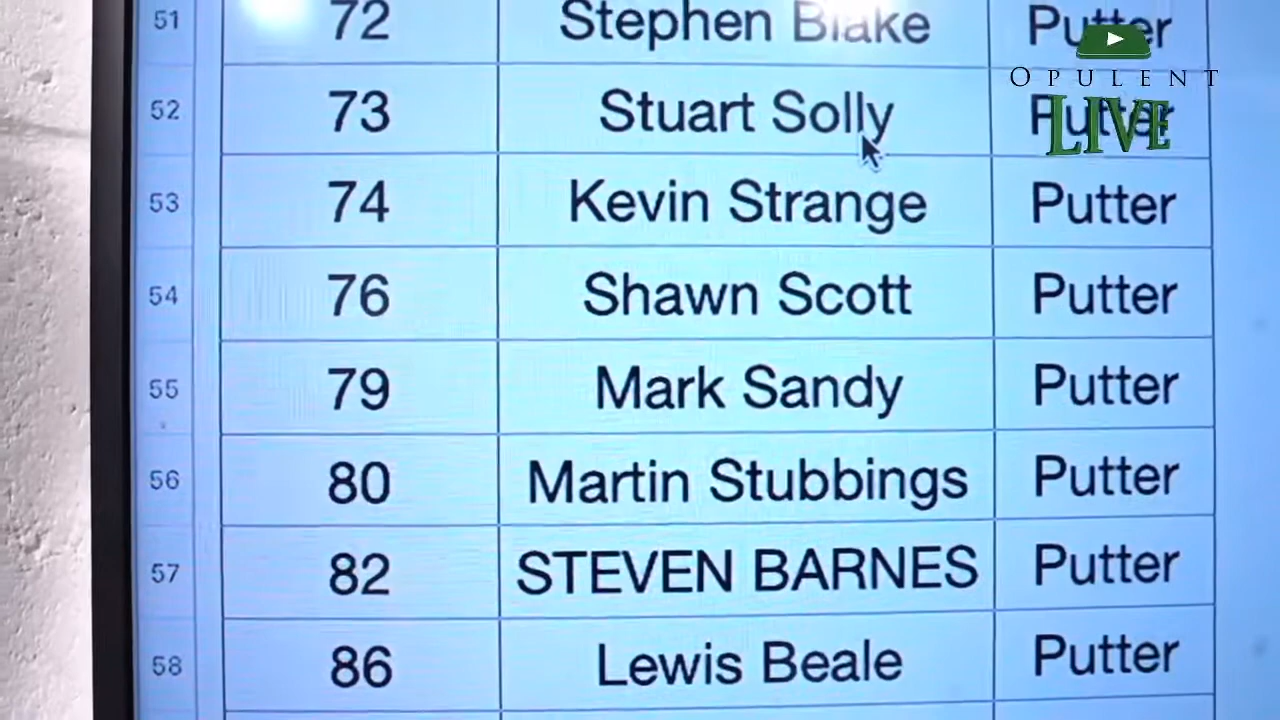 51 72 Stephen Blake Putter
52 73 Stuart Solly Putter
53 74 Kevin Strange Putter
54 76 Shawn Scott Putter
55 79 Mark Sandy Putter
56 80 Martin Stubbings Putter
57 82 STEVEN BARNES Putter
58 86 Lewis Beale Putter
OPULENT
LIVE